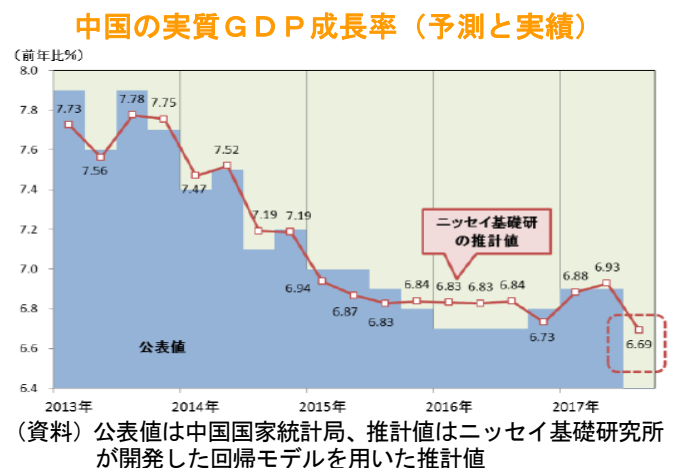 中国の実質ＧＤＰ成長率（予測と実績）
（前年比%）
8.0
7.8
7.6
7.4
7.2
7.0
6.8
6.6
6.4
7.73
7.56
7.78
7.75
7.47
7.52
7.19
7.19
6.94
6.87
6.83
6.84
6.83
6.83
6.84
6.73
6.88
6.93
6.69
ニッセイ基礎研
の推計値
公表値
2013年
2014年
2015年
2016年
2017年
（資料）公表値は中国国家統計局、推計値はニッセイ基礎研究所
が開発した回帰モデルを用いた推計値